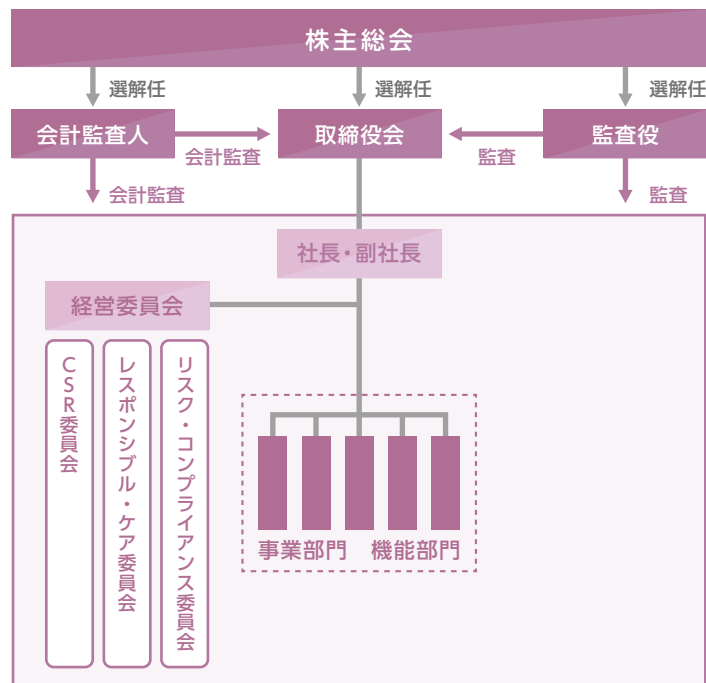 株主総会
選解任
選解任
選解任
会計監査人
会計監査
取締役会
監査
監査役
会計監査
監査
社長・副社長
経営委員会
CSR委員会
レスポンシブル・ケア委員会
リスク・コンプライアンス委員会
事業部門
機能部門